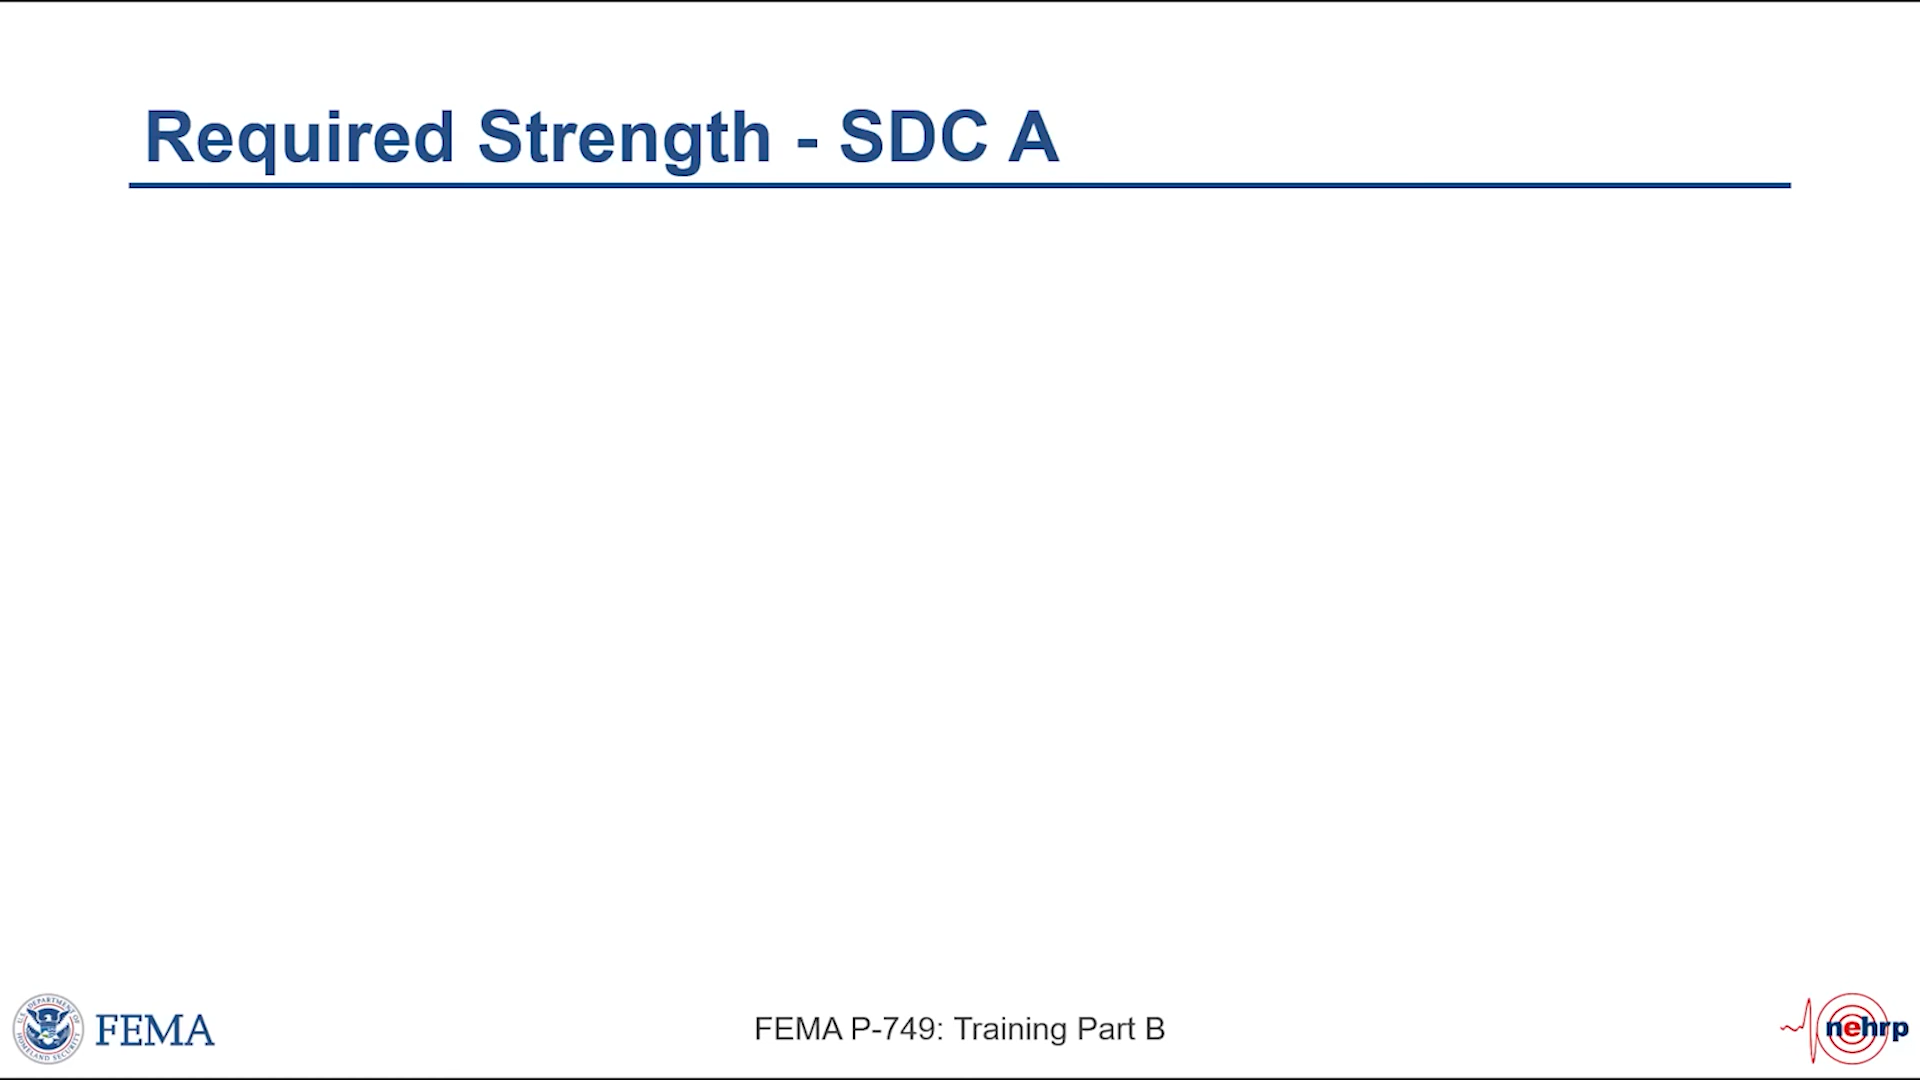 Required Strength - SDC A
FEMA
FEMA P-749: Training Part B
nehrp